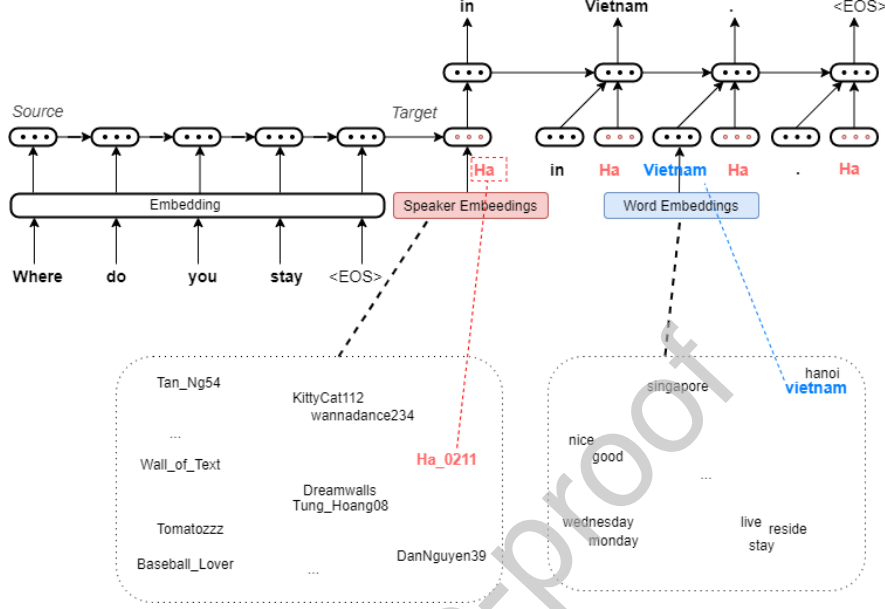 in Vietnam . <EOS>
Source
Target
Ha in Ha Vietnam Ha . Ha
Embedding
Speaker Embeedings
Word Embeddings
Where do you stay <EOS>
Tan_Ng54
KittyCat112
wannadance234
...
Wall_of_Text
Ha_0211
Dreamwalls
Tung_Hoang08
Tomatozzz
Baseball_Lover
...
DanNguyen39
hanoi
singapore
vietnam
nice
good
...
wednesday
monday
live
reside
stay
-proof